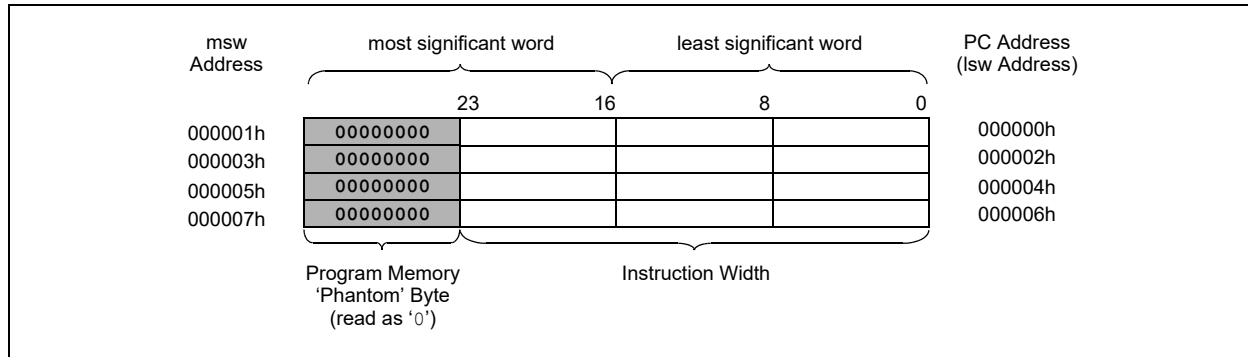 msw
Address
most significant word
least significant word
PC Address
(lsw Address)
23 16 8 0
000001h 00000000 000000h
000003h 00000000 000002h
000005h 00000000 000004h
000007h 00000000 000006h
Program Memory
‘Phantom’ Byte
(read as ‘0’)
Instruction Width